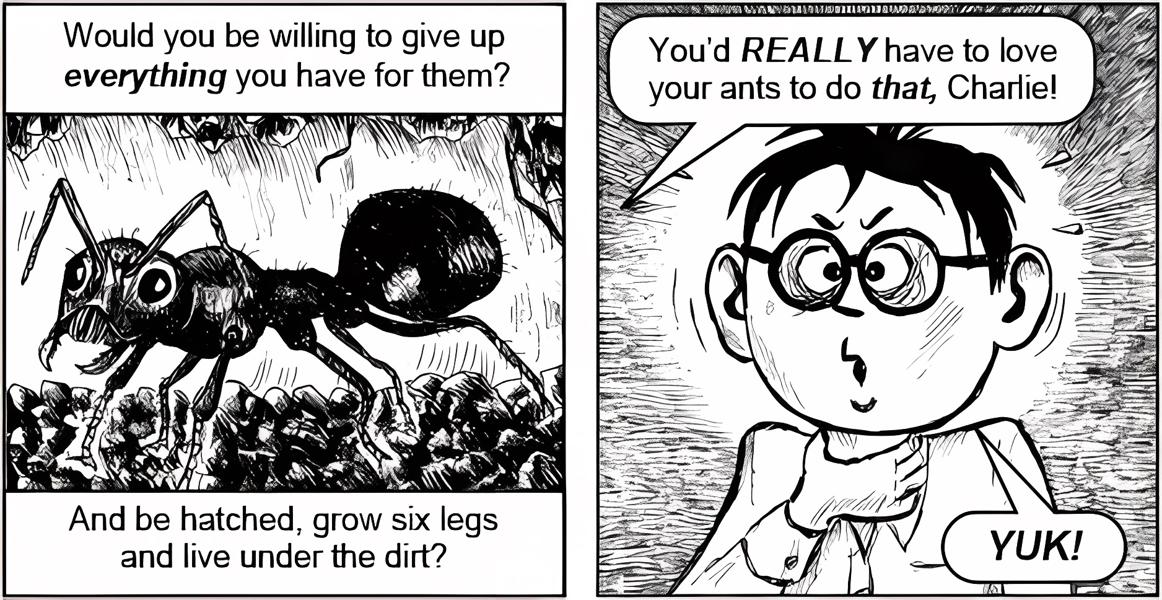 Would you be willing to give up
everything you have for them?
And be hatched, grow six legs
and live under the dirt?
You'd REALLY have to love
your ants to do that, Charlie!
YUK!